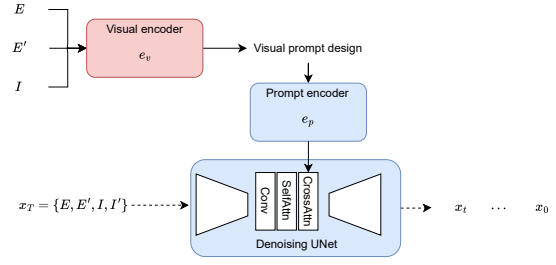 E
E′
I
Visual encoder
e_v
Visual prompt design
Prompt encoder
e_p
x_T = {E, E′, I, I′}
Conv
SelfAttn
CrossAttn
Denoising UNet
x_t ... x_0